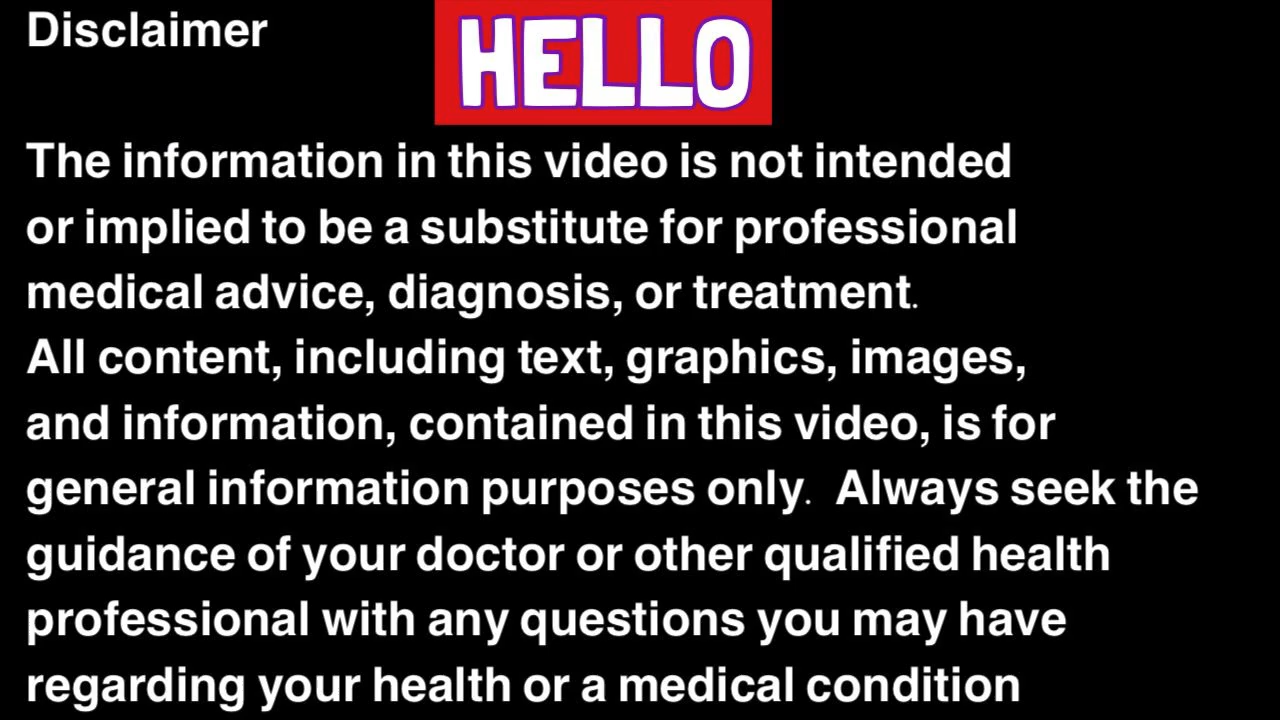 Disclaimer
HELLO
The information in this video is not intended
or implied to be a substitute for professional
medical advice, diagnosis, or treatment.
All content, including text, graphics, images,
and information, contained in this video, is for
general information purposes only.  Always seek the
guidance of your doctor or other qualified health
professional with any questions you may have
regarding your health or a medical condition